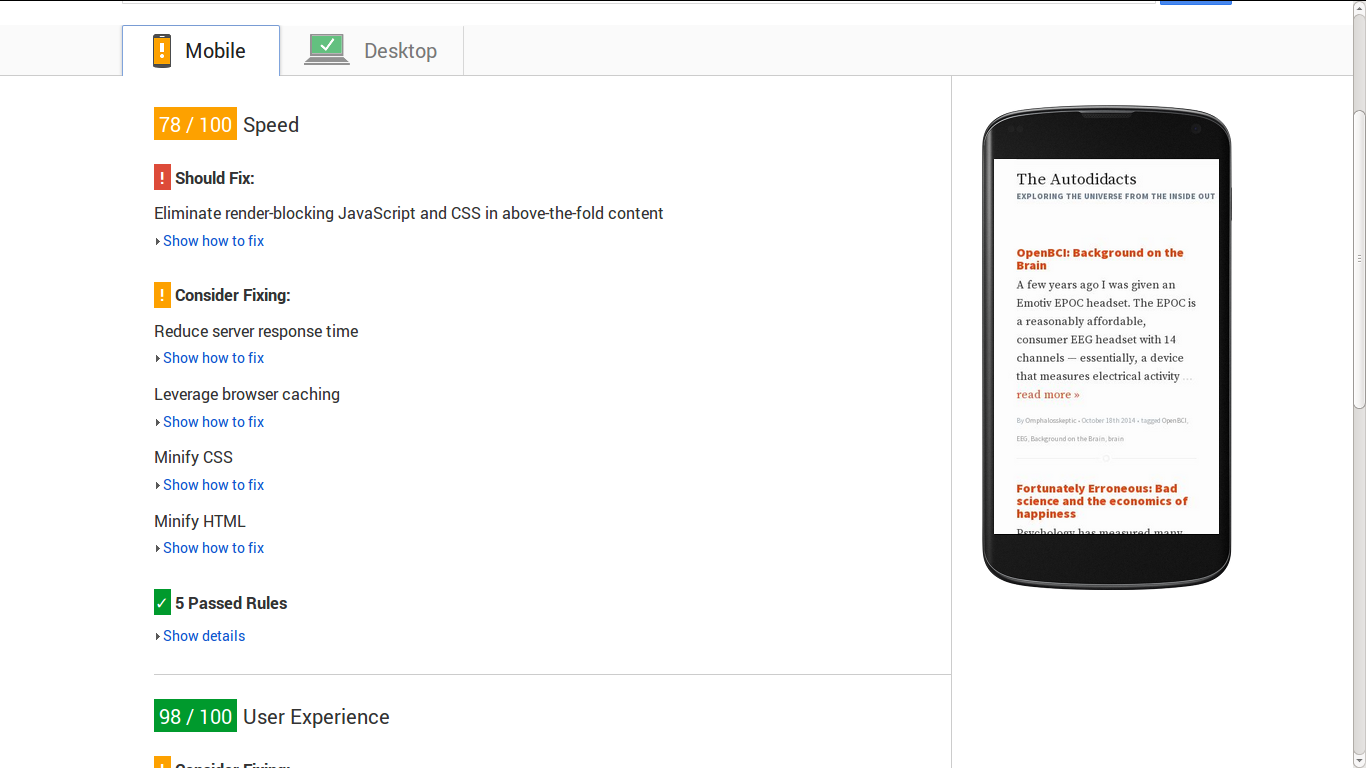 Mobile
Desktop
78 / 100 Speed
! Should Fix:
Eliminate render-blocking JavaScript and CSS in above-the-fold content
Show how to fix
! Consider Fixing:
Reduce server response time
Show how to fix
Leverage browser caching
Show how to fix
Minify CSS
Show how to fix
Minify HTML
Show how to fix
✓ 5 Passed Rules
Show details
98 / 100 User Experience
! Consider Fixing:
The Autodidacts
EXPLORING THE UNIVERSE FROM THE INSIDE OUT
OpenBCI: Background on the
Brain
A few years ago I was given an
Emotiv EPOC headset. The EPOC is
a reasonably affordable,
consumer EEG headset with 14
channels — essentially, a device
that measures electrical activity …
read more »
By Omphalosskeptic • October 18th 2014 • tagged OpenBCI,
EEG, Background on the Brain, brain
Fortunately Erroneous: Bad
science and the economics of
happiness
Psychology has measured many